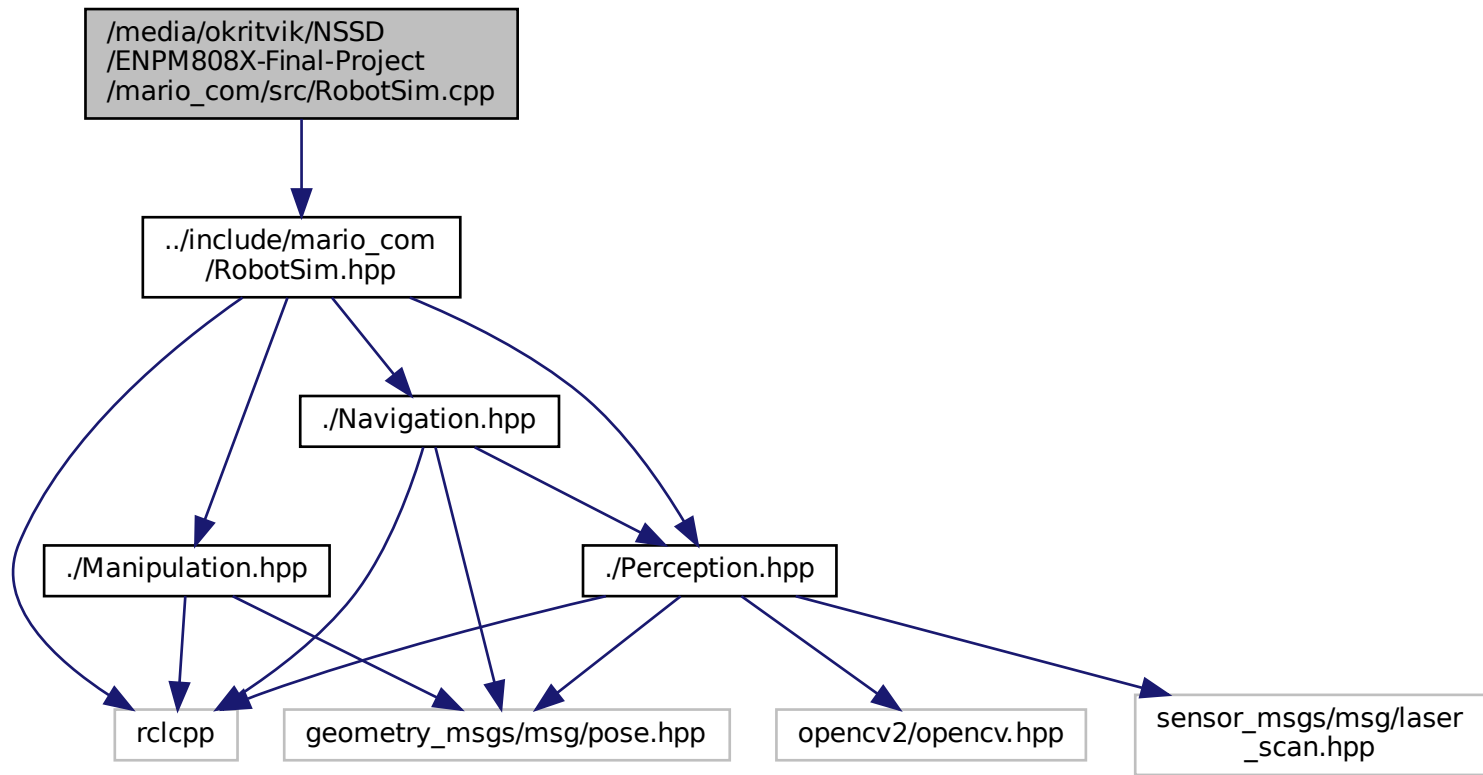 /media/okritvik/NSSD
/ENPM808X-Final-Project
/mario_com/src/RobotSim.cpp
../include/mario_com
/RobotSim.hpp
./Navigation.hpp
./Manipulation.hpp
./Perception.hpp
rclcpp
geometry_msgs/msg/pose.hpp
opencv2/opencv.hpp
sensor_msgs/msg/laser
_scan.hpp